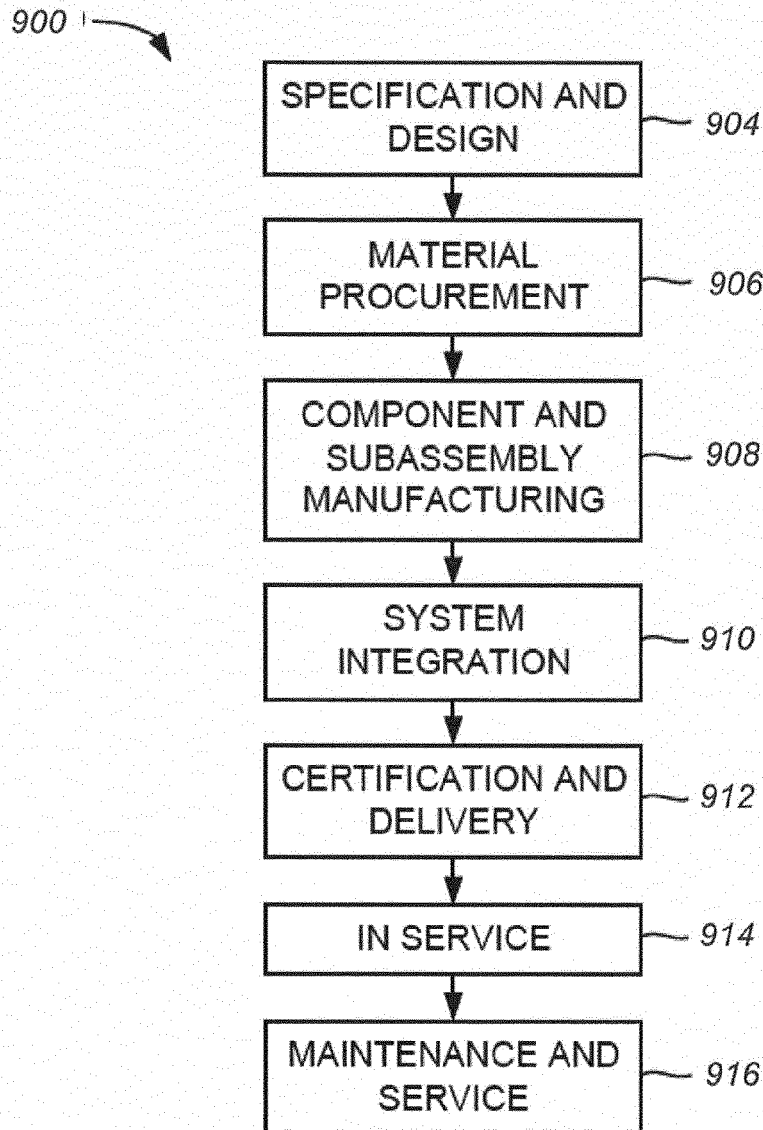 900
SPECIFICATION AND
DESIGN
904
MATERIAL
PROCUREMENT
906
COMPONENT AND
SUBASSEMBLY
MANUFACTURING
908
SYSTEM
INTEGRATION
910
CERTIFICATION AND
DELIVERY
912
IN SERVICE
914
MAINTENANCE AND
SERVICE
916